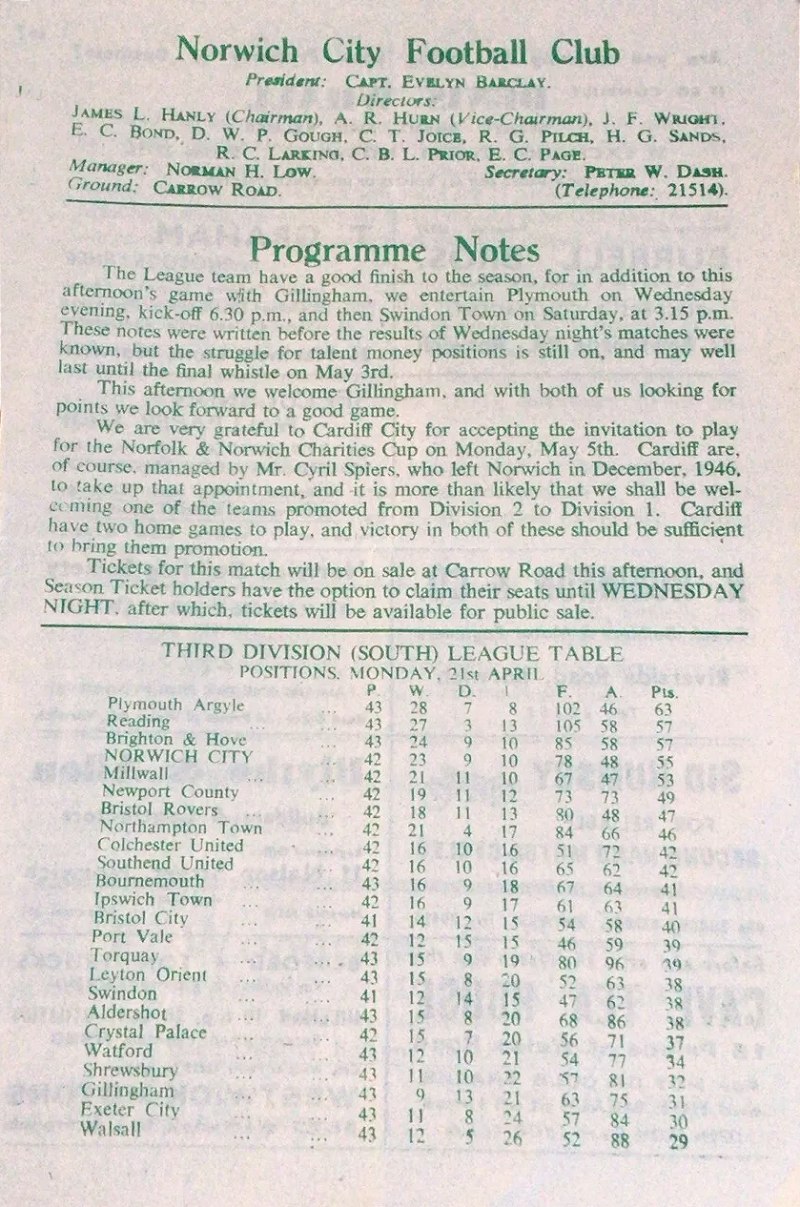 Norwich City Football Club
President: CAPT. EVELYN BARCLAY.
Directors:
JAMES L. HANLY (Chairman), A. R. HURN (Vice-Chairman), J. F. WRIGHT,
E. C. BOND, D. W. P. GOUGH, C. T. JOICE, R. G. PILCH, H. G. SANDS,
R. C. LARKING, C. B. L. PRIOR, E. C. PAGE.
Manager: NORMAN H. LOW. Secretary: PETER W. DASH.
Ground: CARROW ROAD. (Telephone: 21514).
Programme Notes
The League team have a good finish to the season, for in addition to this
afternoon's game with Gillingham, we entertain Plymouth on Wednesday
evening, kick-off 6.30 p.m., and then Swindon Town on Saturday, at 3.15 p.m.
These notes were written before the results of Wednesday night's matches were
known, but the struggle for talent money positions is still on, and may well
last until the final whistle on May 3rd.
This afternoon we welcome Gillingham, and with both of us looking for
points we look forward to a good game.
We are very grateful to Cardiff City for accepting the invitation to play
for the Norfolk & Norwich Charities Cup on Monday, May 5th. Cardiff are,
of course, managed by Mr. Cyril Spiers, who left Norwich in December, 1946,
to take up that appointment, and it is more than likely that we shall be wel-
coming one of the teams promoted from Division 2 to Division 1. Cardiff
have two home games to play, and victory in both of these should be sufficient
to bring them promotion.
Tickets for this match will be on sale at Carrow Road this afternoon, and
Season Ticket holders have the option to claim their seats until WEDNESDAY
NIGHT, after which, tickets will be available for public sale.
THIRD DIVISION (SOUTH) LEAGUE TABLE
POSITIONS, MONDAY, 21st APRIL.
P. W. D. L F. A. Pts.
Plymouth Argyle ... 43 28 7 8 102 46 63
Reading ... 43 27 3 13 105 58 57
Brighton & Hove ... 43 24 9 10 85 58 57
NORWICH CITY ... 42 23 9 10 78 48 55
Millwall ... ... 42 21 11 10 67 47 53
Newport County ... 42 19 11 12 73 73 49
Bristol Rovers ... 42 18 11 13 80 48 47
Northampton Town ... 42 21 4 17 84 66 46
Colchester United ... 42 16 10 16 51 72 42
Southend United ... 42 16 10 16 65 62 42
Bournemouth ... 43 16 9 18 67 64 41
Ipswich Town ... 42 16 9 17 61 63 41
Bristol City ... ... 41 14 12 15 54 58 40
Port Vale ... ... 42 12 15 15 46 59 39
Torquay ... ... 43 15 9 19 80 96 39
Leyton Orient ... ... 43 15 8 20 52 63 38
Swindon ... ... 41 12 14 15 47 62 38
Aldershot ... ... 43 15 8 20 68 86 38
Crystal Palace ... ... 42 15 7 20 56 71 37
Watford ... ... 43 12 10 21 54 77 34
Shrewsbury ... ... 43 11 10 22 57 81 32
Gillingham ... ... 43 9 13 21 63 75 31
Exeter City ... ... 43 11 8 24 57 84 30
Walsall ... ... 43 12 5 26 52 88 29